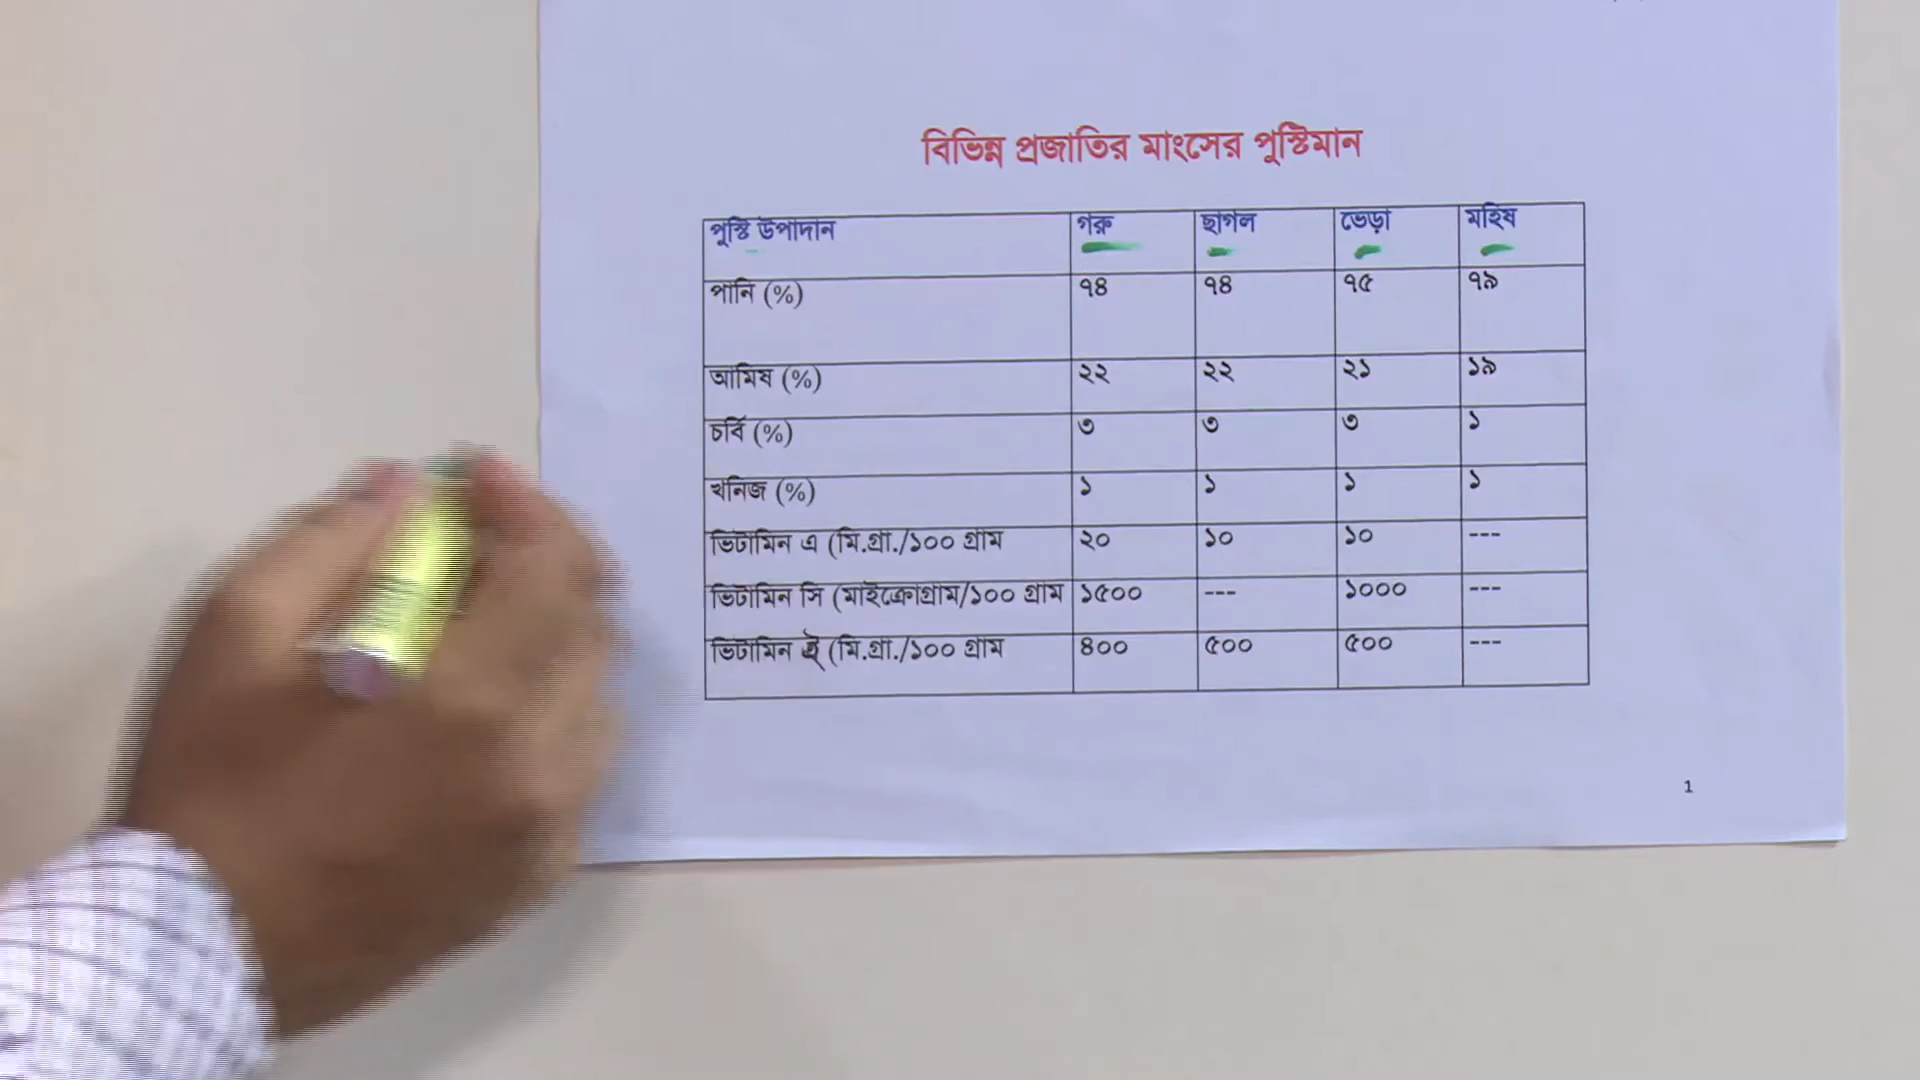 বিভিন্ন প্রজাতির মাংসের পুস্টিমান
পুস্টি উপাদান গরু ছাগল ভেড়া মহিষ
পানি (%) ৭৪ ৭৪ ৭৫ ৭৯
আমিষ (%) ২২ ২২ ২১ ১৯
চর্বি (%) ৩ ৩ ৩ ১
খনিজ (%) ১ ১ ১ ১
ভিটামিন এ (মি.গ্রা./১০০ গ্রাম ২০ ১০ ১০ ---
ভিটামিন সি (মাইক্রোগ্রাম/১০০ গ্রাম ১৫০০ --- ১০০০ ---
ভিটামিন ই (মি.গ্রা./১০০ গ্রাম ৪০০ ৫০০ ৫০০ ---
1